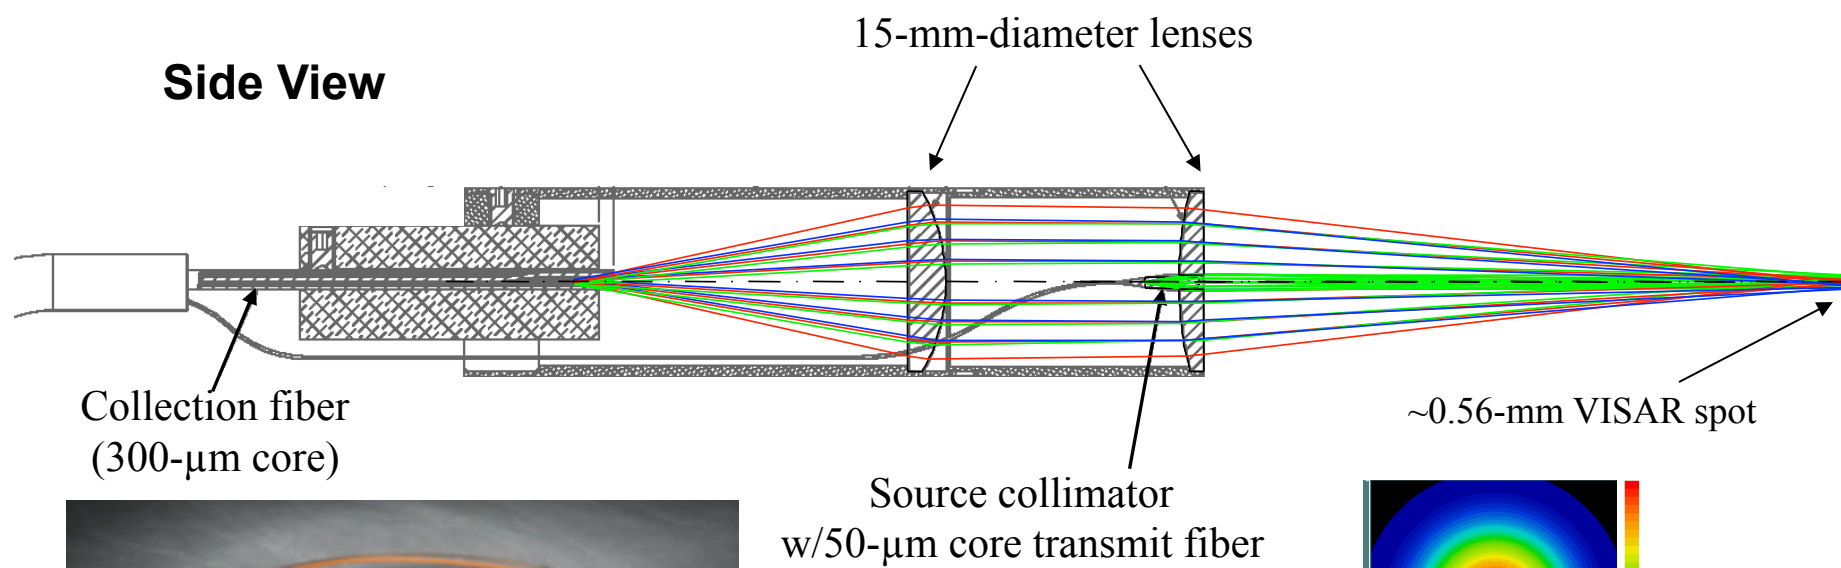 15-mm-diameter lenses
Side View
Collection fiber
(300-µm core)
~0.56-mm VISAR spot
Source collimator
w/50-µm core transmit fiber